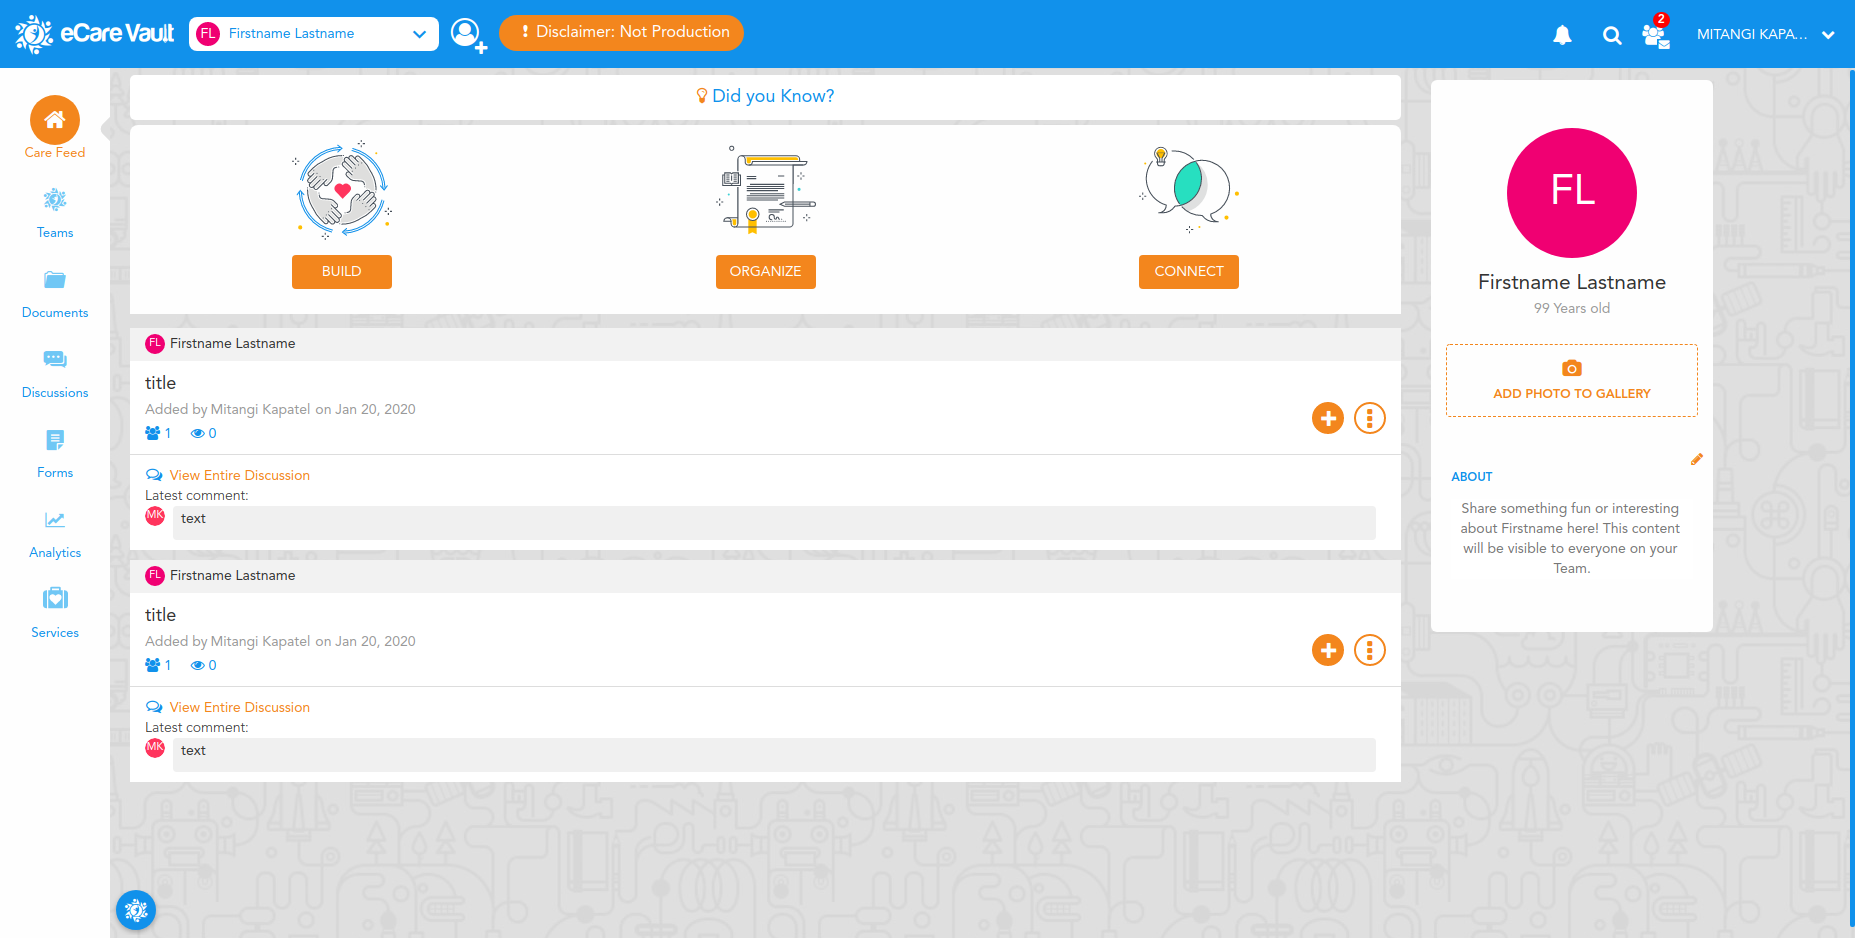 eCare Vault
FL Firstname Lastname
! Disclaimer: Not Production
2
MITANGI KAPA...
Care Feed
Teams
Documents
Discussions
Forms
Analytics
Services
Did you Know?
BUILD
ORGANIZE
CONNECT
FL Firstname Lastname
title
Added by Mitangi Kapatel on Jan 20, 2020
1 0
View Entire Discussion
Latest comment:
MK text
FL Firstname Lastname
title
Added by Mitangi Kapatel on Jan 20, 2020
1 0
View Entire Discussion
Latest comment:
MK text
FL
Firstname Lastname
99 Years old
ADD PHOTO TO GALLERY
ABOUT
Share something fun or interesting
about Firstname here! This content
will be visible to everyone on your
Team.